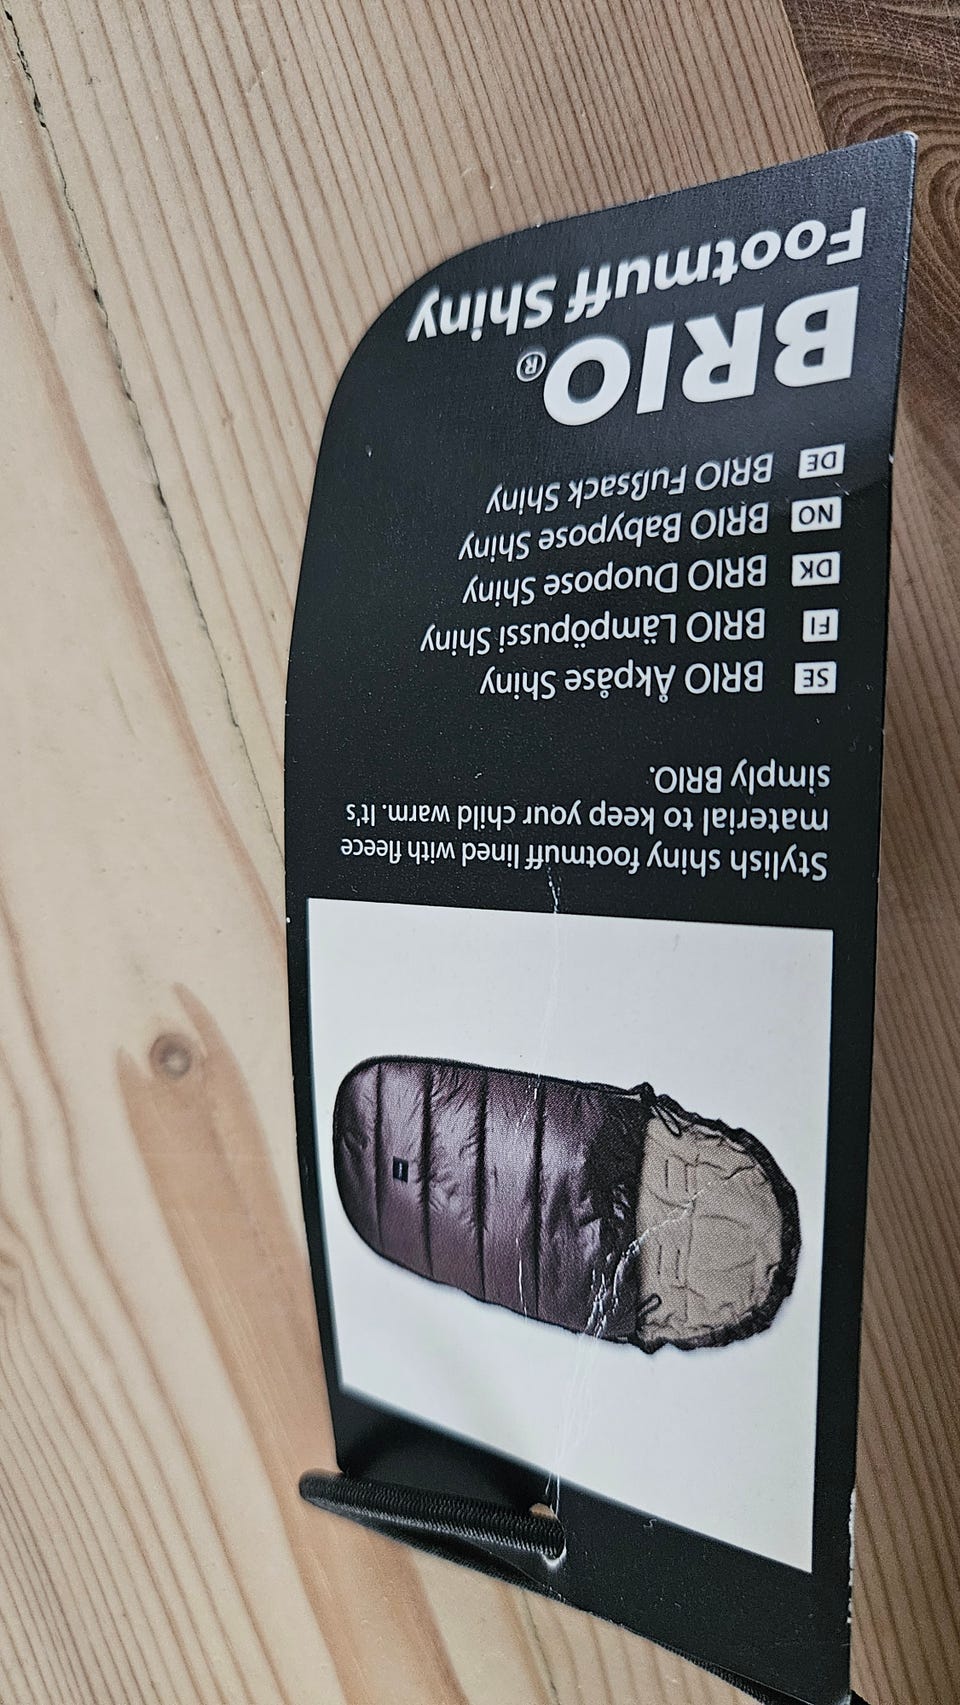 Footmuff Shiny
BRIO®
DE BRIO Fußsack Shiny
NO BRIO Babypose Shiny
DK BRIO Duopose Shiny
FI BRIO Lämpöpussi Shiny
SE BRIO Åkpåse Shiny
Stylish shiny footmuff lined with fleece
material to keep your child warm. It's
simply BRIO.